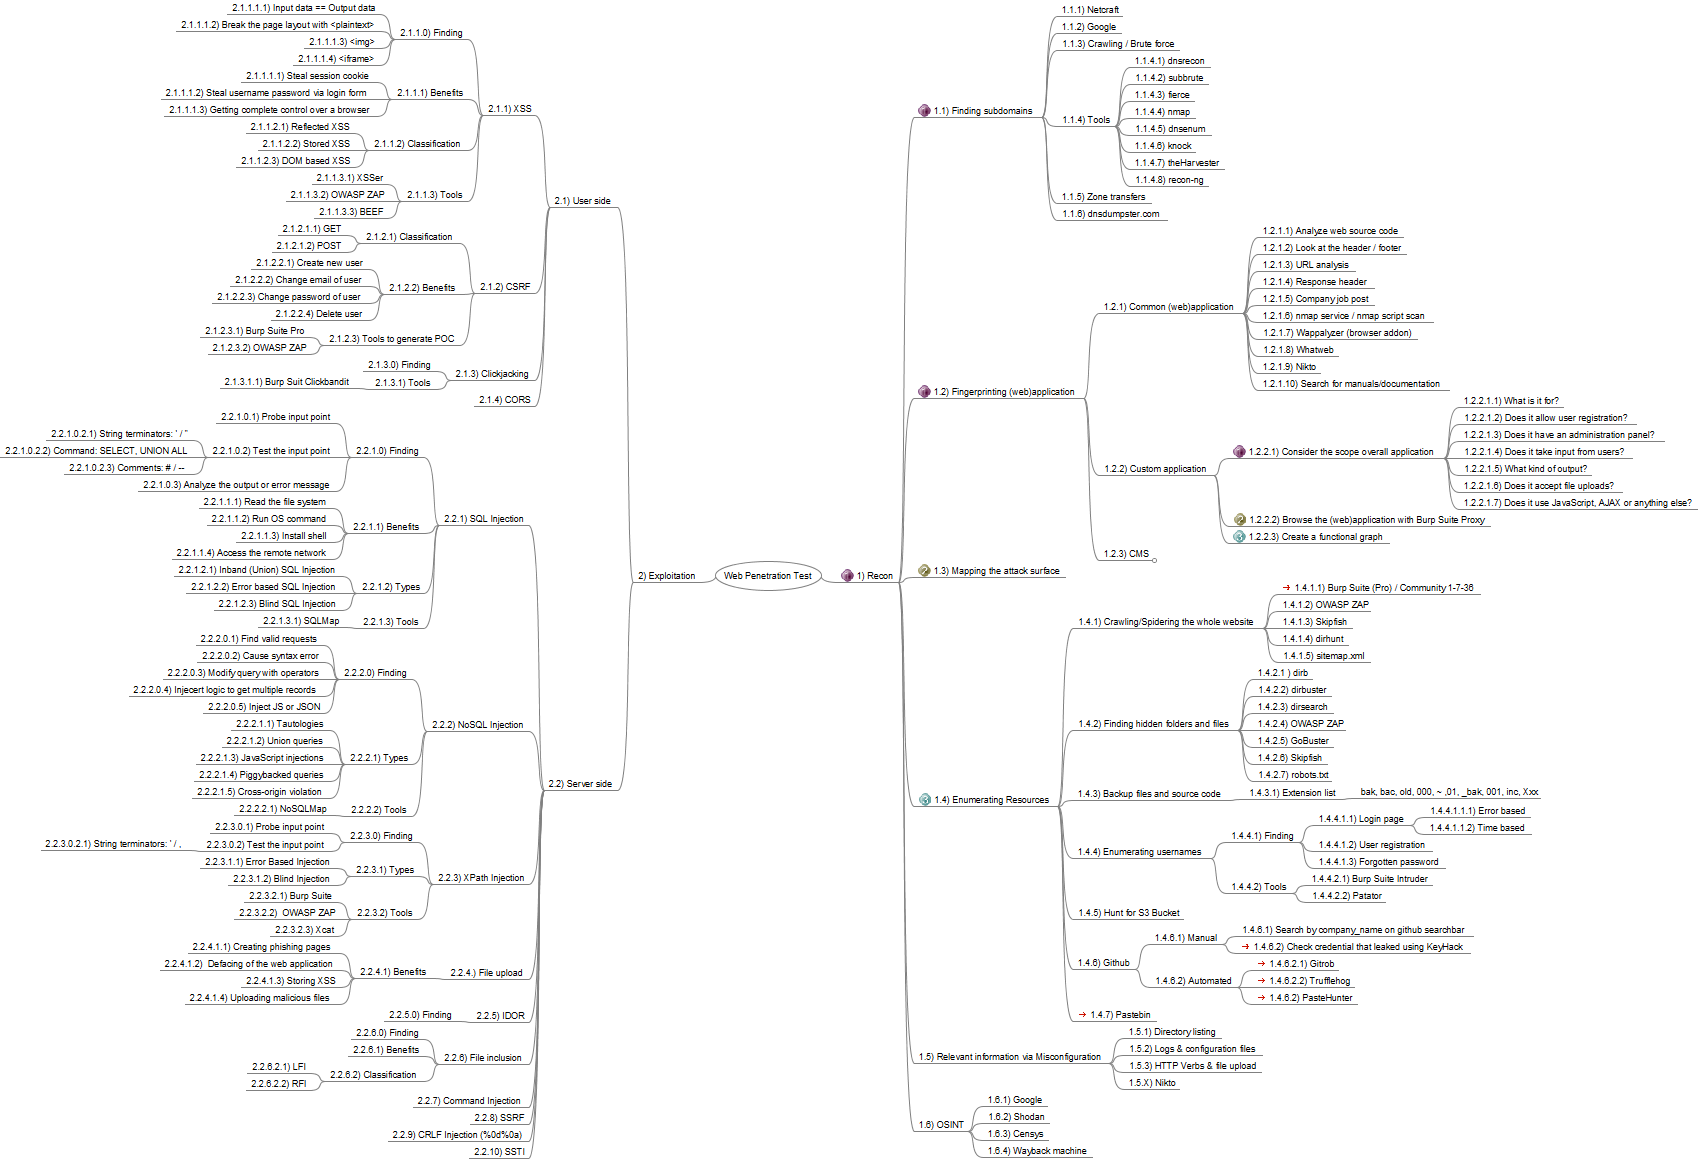 Web Penetration Test
1) Recon
1.1) Finding subdomains
1.1.1) Netcraft
1.1.2) Google
1.1.3) Crawling / Brute force
1.1.4) Tools
1.1.4.1) dnsrecon
1.1.4.2) subbrute
1.1.4.3) fierce
1.1.4.4) nmap
1.1.4.5) dnsenum
1.1.4.6) knock
1.1.4.7) theHarvester
1.1.4.8) recon-ng
1.1.5) Zone transfers
1.1.6) dnsdumpster.com
1.2) Fingerprinting (web)application
1.2.1) Common (web)application
1.2.1.1) Analyze web source code
1.2.1.2) Look at the header / footer
1.2.1.3) URL analysis
1.2.1.4) Response header
1.2.1.5) Company job post
1.2.1.6) nmap service / nmap script scan
1.2.1.7) Wappalyzer (browser addon)
1.2.1.8) Whatweb
1.2.1.9) Nikto
1.2.1.10) Search for manuals/documentation
1.2.2) Custom application
1.2.2.1) Consider the scope overall application
1.2.2.1.1) What is it for?
1.2.2.1.2) Does it allow user registration?
1.2.2.1.3) Does it have an administration panel?
1.2.2.1.4) Does it take input from users?
1.2.2.1.5) What kind of output?
1.2.2.1.6) Does it accept file uploads?
1.2.2.1.7) Does it use JavaScript, AJAX or anything else?
1.2.2.2) Browse the (web)application with Burp Suite Proxy
1.2.2.3) Create a functional graph
1.2.3) CMS
1.3) Mapping the attack surface
1.4) Enumerating Resources
1.4.1) Crawling/Spidering the whole website
1.4.1.1) Burp Suite (Pro) / Community 1-7-36
1.4.1.2) OWASP ZAP
1.4.1.3) Skipfish
1.4.1.4) dirhunt
1.4.1.5) sitemap.xml
1.4.2) Finding hidden folders and files
1.4.2.1 ) dirb
1.4.2.2) dirbuster
1.4.2.3) dirsearch
1.4.2.4) OWASP ZAP
1.4.2.5) GoBuster
1.4.2.6) Skipfish
1.4.2.7) robots.txt
1.4.3) Backup files and source code
1.4.3.1) Extension list
bak, bac, old, 000, ~ ,01, _bak, 001, inc, Xxx
1.4.4) Enumerating usernames
1.4.4.1) Finding
1.4.4.1.1) Login page
1.4.4.1.1.1) Error based
1.4.4.1.1.2) Time based
1.4.4.1.2) User registration
1.4.4.1.3) Forgotten password
1.4.4.2) Tools
1.4.4.2.1) Burp Suite Intruder
1.4.4.2.2) Patator
1.4.5) Hunt for S3 Bucket
1.4.6) Github
1.4.6.1) Manual
1.4.6.1) Search by company_name on github searchbar
1.4.6.2) Check credential that leaked using KeyHack
1.4.6.2) Automated
1.4.6.2.1) Gitrob
1.4.6.2.2) Trufflehog
1.4.6.2) PasteHunter
1.4.7) Pastebin
1.5) Relevant information via Misconfiguration
1.5.1) Directory listing
1.5.2) Logs & configuration files
1.5.3) HTTP Verbs & file upload
1.5.X) Nikto
1.6) OSINT
1.6.1) Google
1.6.2) Shodan
1.6.3) Censys
1.6.4) Wayback machine
2) Exploitation
2.1) User side
2.1.1) XSS
2.1.1.0) Finding
2.1.1.1.1) Input data == Output data
2.1.1.1.2) Break the page layout with <plaintext>
2.1.1.1.3) <img>
2.1.1.1.4) <iframe>
2.1.1.1) Benefits
2.1.1.1.1) Steal session cookie
2.1.1.1.2) Steal username password via login form
2.1.1.1.3) Getting complete control over a browser
2.1.1.2) Classification
2.1.1.2.1) Reflected XSS
2.1.1.2.2) Stored XSS
2.1.1.2.3) DOM based XSS
2.1.1.3) Tools
2.1.1.3.1) XSSer
2.1.1.3.2) OWASP ZAP
2.1.1.3.3) BEEF
2.1.2) CSRF
2.1.2.1) Classification
2.1.2.1.1) GET
2.1.2.1.2) POST
2.1.2.2) Benefits
2.1.2.2.1) Create new user
2.1.2.2.2) Change email of user
2.1.2.2.3) Change password of user
2.1.2.2.4) Delete user
2.1.2.3) Tools to generate POC
2.1.2.3.1) Burp Suite Pro
2.1.2.3.2) OWASP ZAP
2.1.3) Clickjacking
2.1.3.0) Finding
2.1.3.1) Tools
2.1.3.1.1) Burp Suit Clickbandit
2.1.4) CORS
2.2) Server side
2.2.1) SQL Injection
2.2.1.0) Finding
2.2.1.0.1) Probe input point
2.2.1.0.2) Test the input point
2.2.1.0.2.1) String terminators: ' / "
2.2.1.0.2.2) Command: SELECT, UNION ALL
2.2.1.0.2.3) Comments: # / --
2.2.1.0.3) Analyze the output or error message
2.2.1.1) Benefits
2.2.1.1.1) Read the file system
2.2.1.1.2) Run OS command
2.2.1.1.3) Install shell
2.2.1.1.4) Access the remote network
2.2.1.2) Types
2.2.1.2.1) Inband (Union) SQL Injection
2.2.1.2.2) Error based SQL Injection
2.2.1.2.3) Blind SQL Injection
2.2.1.3) Tools
2.2.1.3.1) SQLMap
2.2.2) NoSQL Injection
2.2.2.0) Finding
2.2.2.0.1) Find valid requests
2.2.2.0.2) Cause syntax error
2.2.2.0.3) Modify query with operators
2.2.2.0.4) Injecert logic to get multiple records
2.2.2.0.5) Inject JS or JSON
2.2.2.1) Types
2.2.2.1.1) Tautologies
2.2.2.1.2) Union queries
2.2.2.1.3) JavaScript injections
2.2.2.1.4) Piggybacked queries
2.2.2.1.5) Cross-origin violation
2.2.2.2) Tools
2.2.2.2.1) NoSQLMap
2.2.3) XPath Injection
2.2.3.0) Finding
2.2.3.0.1) Probe input point
2.2.3.0.2) Test the input point
2.2.3.0.2.1) String terminators: ' / ,
2.2.3.1) Types
2.2.3.1.1) Error Based Injection
2.2.3.1.2) Blind Injection
2.2.3.2) Tools
2.2.3.2.1) Burp Suite
2.2.3.2.2) OWASP ZAP
2.2.3.2.3) Xcat
2.2.4.) File upload
2.2.4.1) Benefits
2.2.4.1.1) Creating phishing pages
2.2.4.1.2) Defacing of the web application
2.2.4.1.3) Storing XSS
2.2.4.1.4) Uploading malicious files
2.2.5) IDOR
2.2.5.0) Finding
2.2.6) File inclusion
2.2.6.0) Finding
2.2.6.1) Benefits
2.2.6.2) Classification
2.2.6.2.1) LFI
2.2.6.2.2) RFI
2.2.7) Command Injection
2.2.8) SSRF
2.2.9) CRLF Injection (%0d%0a)
2.2.10) SSTI